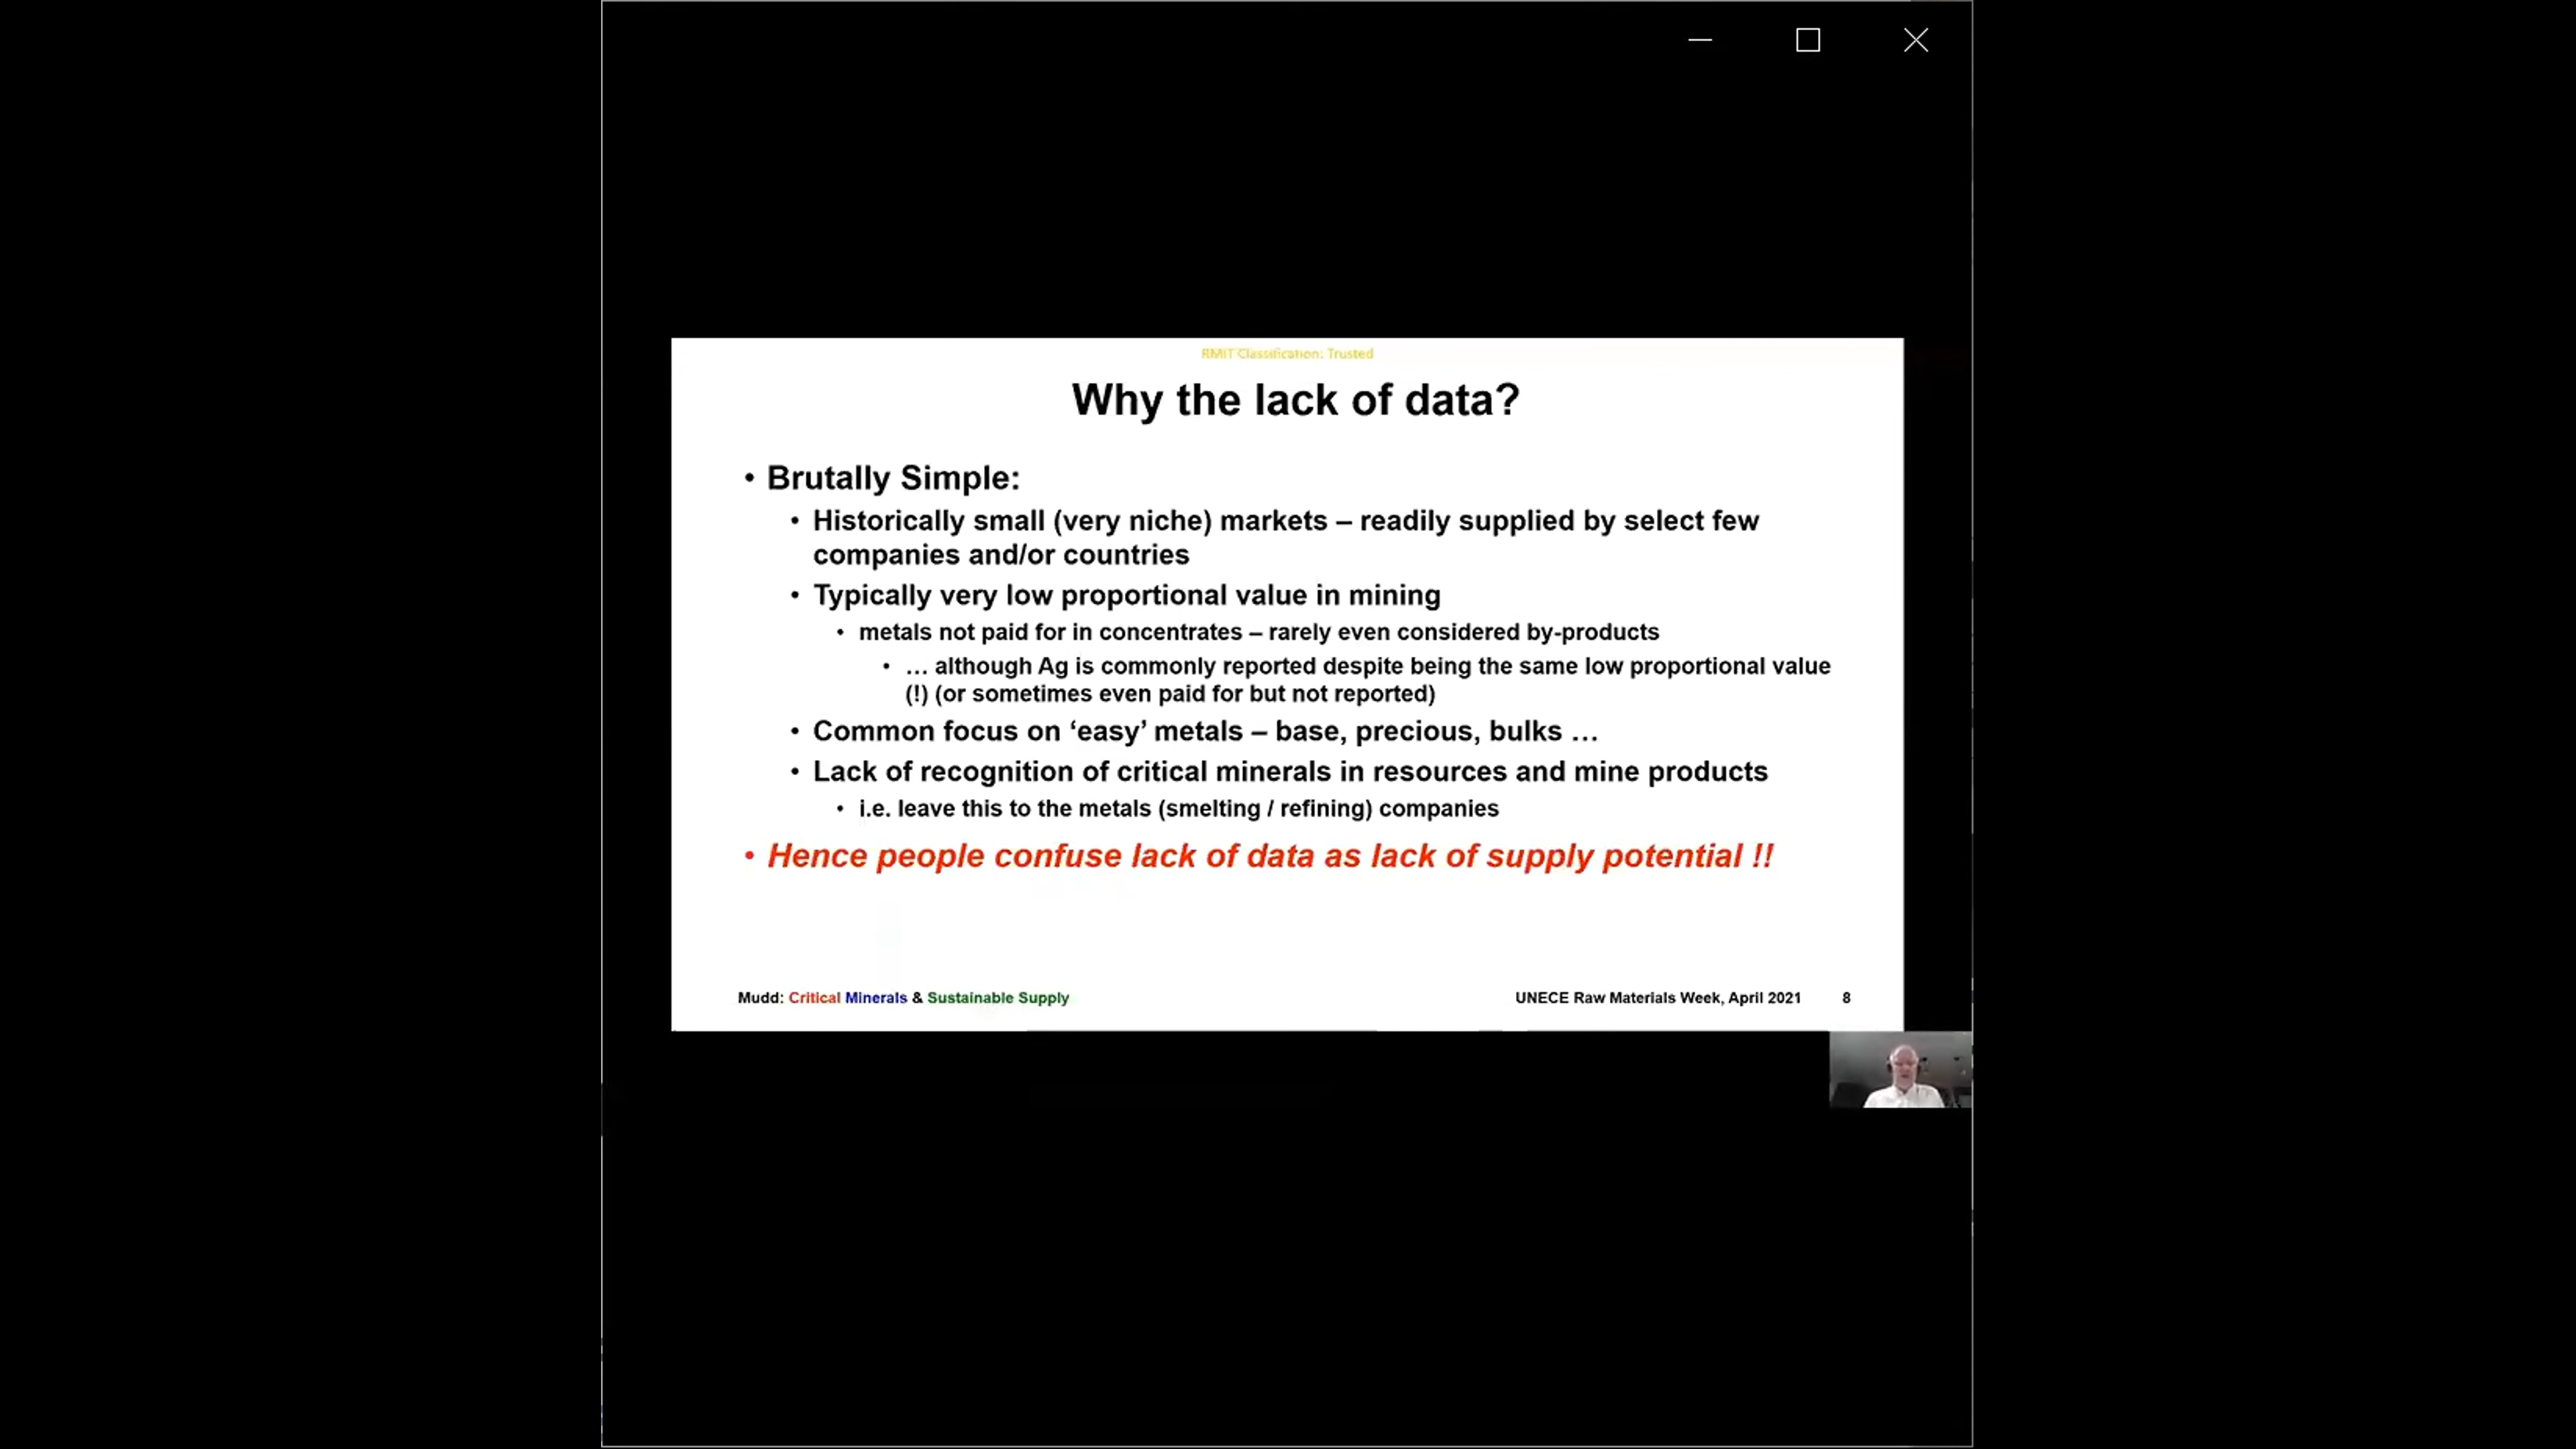 RMIT Classification: Trusted
Why the lack of data?
• Brutally Simple:
• Historically small (very niche) markets – readily supplied by select few
companies and/or countries
• Typically very low proportional value in mining
• metals not paid for in concentrates – rarely even considered by-products
• … although Ag is commonly reported despite being the same low proportional value
(!) (or sometimes even paid for but not reported)
• Common focus on ‘easy’ metals – base, precious, bulks …
• Lack of recognition of critical minerals in resources and mine products
• i.e. leave this to the metals (smelting / refining) companies
• Hence people confuse lack of data as lack of supply potential !!
Mudd: Critical Minerals & Sustainable Supply
UNECE Raw Materials Week, April 2021 8